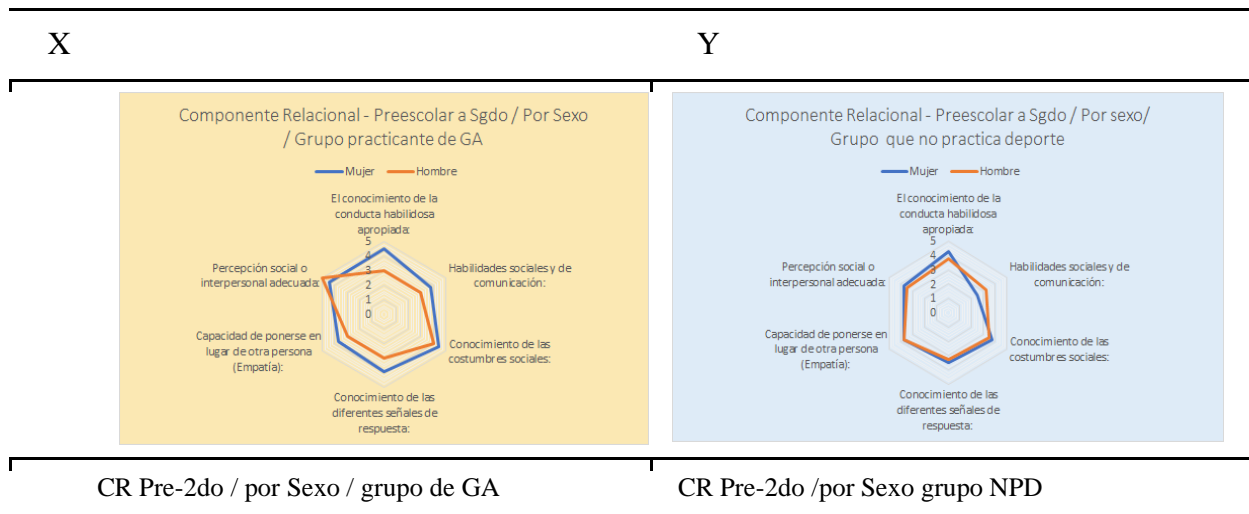 X
Y
Componente Relacional - Preescolar a Sgdo / Por Sexo
/ Grupo practicante de GA
Mujer
Hombre
El conocimiento de la
conducta habilidosa
apropiada:
Habilidades sociales y de
comunicación:
Conocimiento de las
costumbres sociales:
Conocimiento de las
diferentes señales de
respuesta:
Capacidad de ponerse en
lugar de otra persona
(Empatía):
Percepción social o
interpersonal adecuada:
5
4
3
2
1
0
Componente Relacional - Preescolar a Sgdo / Por sexo/
Grupo que no practica deporte
Mujer
Hombre
El conocimiento de la
conducta habilidosa
apropiada:
Habilidades sociales y de
comunicación:
Conocimiento de las
costumbres sociales:
Conocimiento de las
diferentes señales de
respuesta:
Capacidad de ponerse en
lugar de otra persona
(Empatía):
Percepción social o
interpersonal adecuada:
5
4
3
2
1
0
CR Pre-2do / por Sexo / grupo de GA
CR Pre-2do /por Sexo grupo NPD